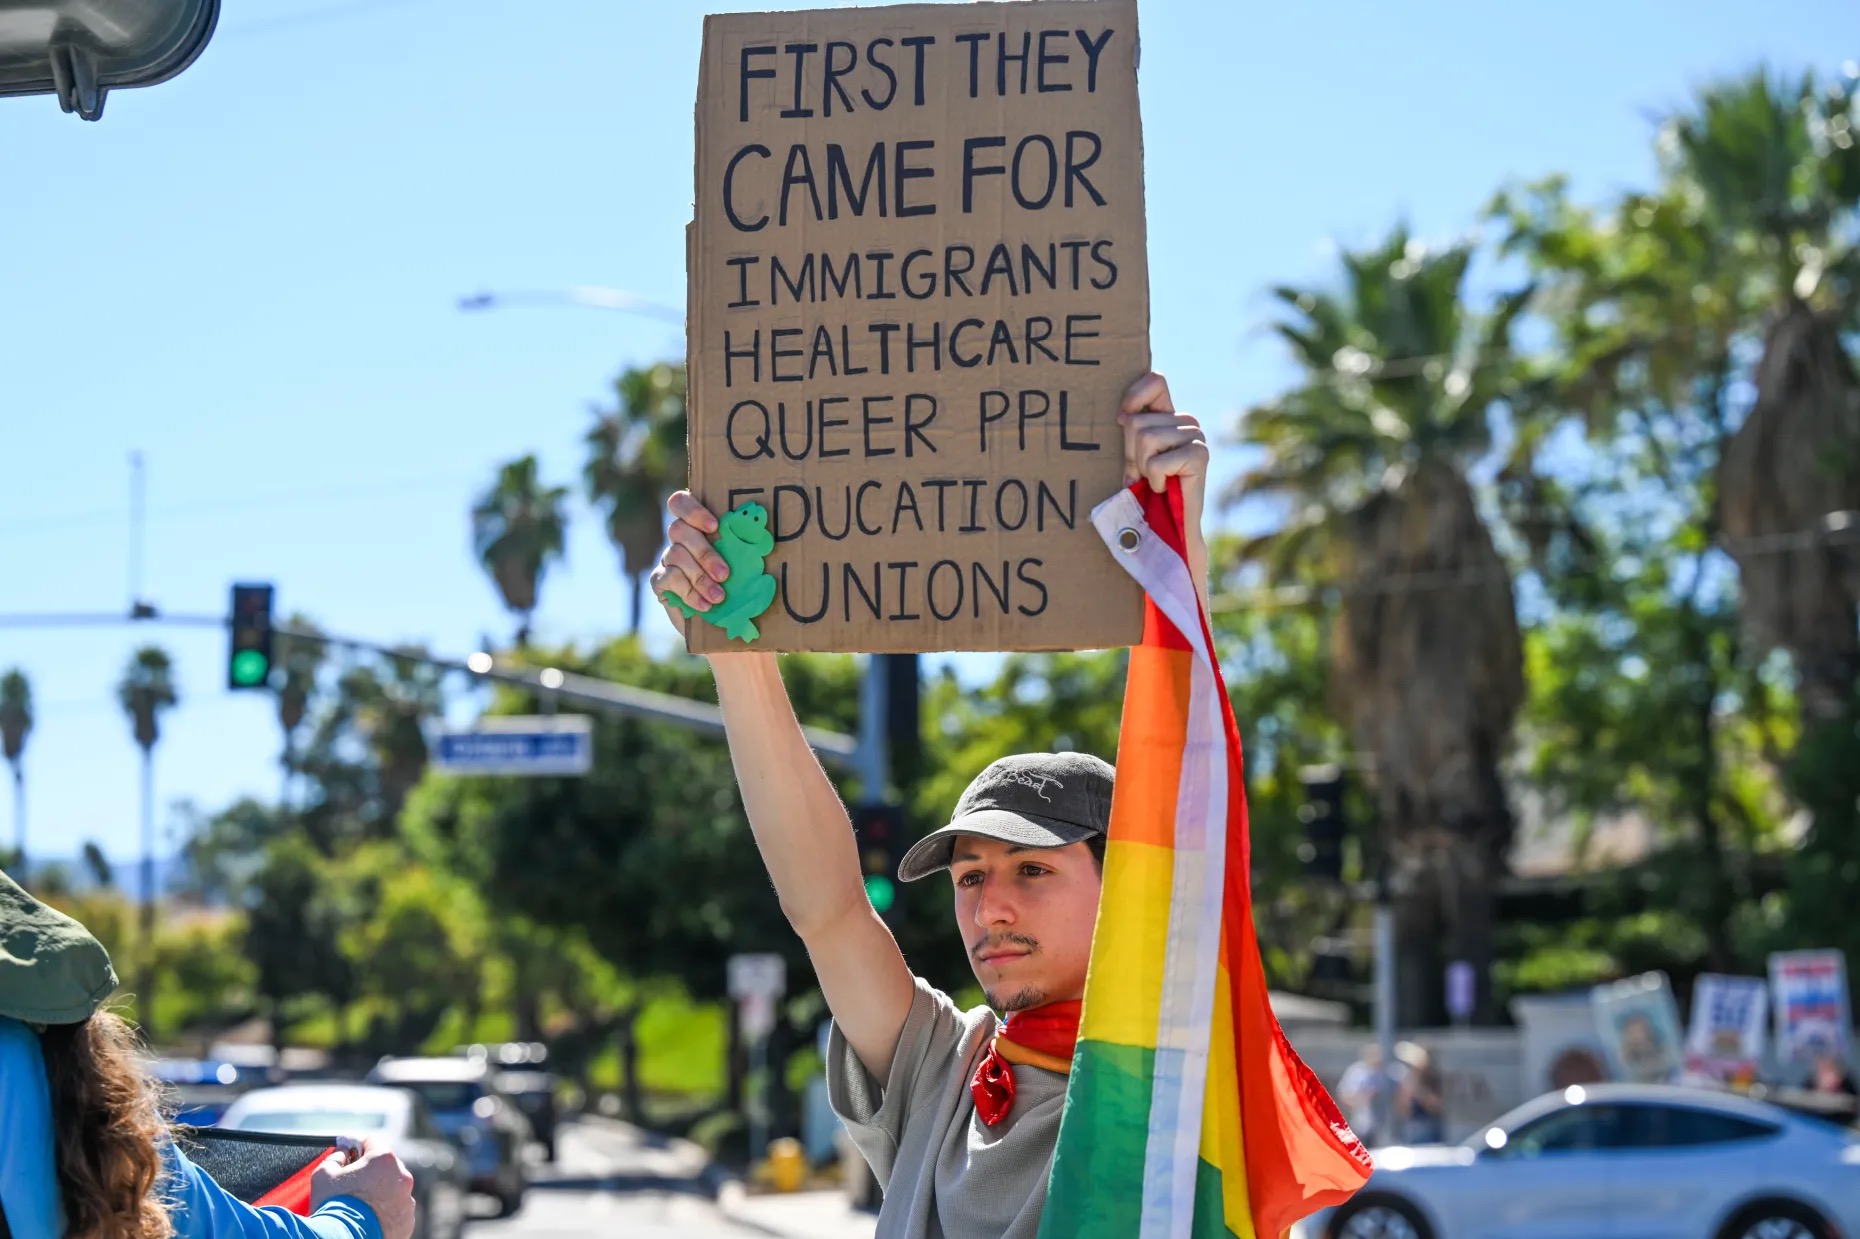 FIRST THEY
CAME FOR
IMMIGRANTS
HEALTHCARE
QUEER PPL
EDUCATION
UNIONS